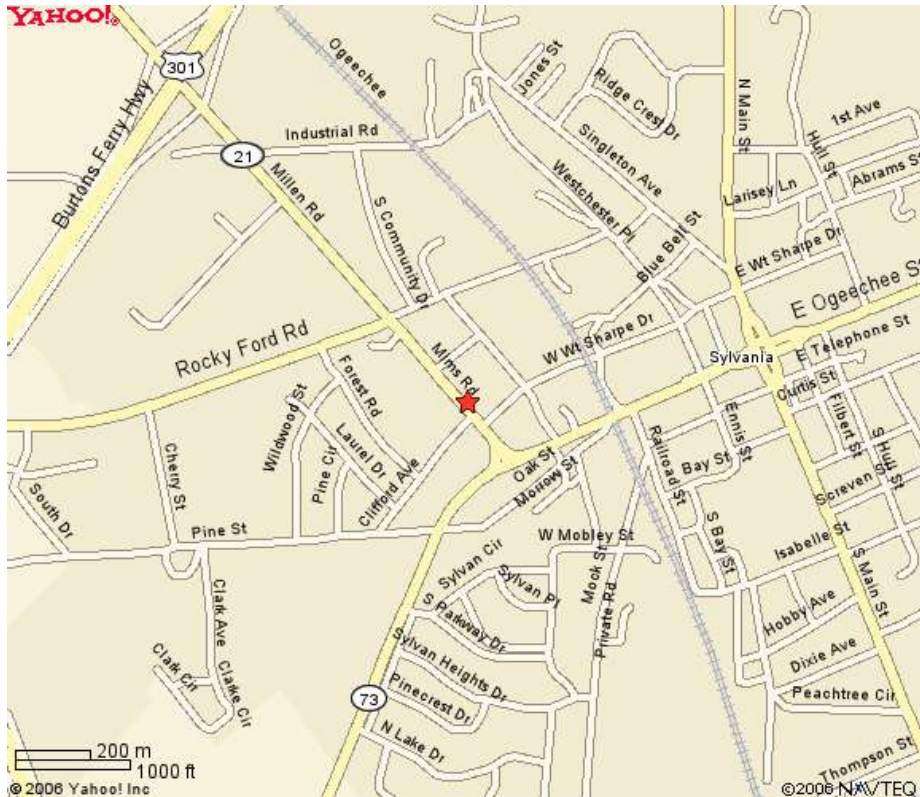 YAHOO!®
301
Ogeechee
Jones St
Ridge Crest Dr
N Main St
Hull St
1st Ave
Burtons Ferry Hwy
Industrial Rd
21
Millen Rd
Singleton Ave
Westchester Pl
Larisey Ln
Abrams S
S Community Dr
Blue Bell St
E Wt Sharpe Dr
E Ogeechee S
Rocky Ford Rd
Mims Rd
W Wt Sharpe Dr
Sylvania
E Telephone St
Forest Rd
Curtis St
Wildwood St
Laurel Dr
Ennis St
Filbert St
S Hull St
Cherry St
Pine Cir
Clifford Ave
Oak St
Morrow St
Railroad St
Bay St
Screven St
South Dr
Pine St
W Mobley St
S Bay St
Isabelle St
S Main St
Sylvan Cir
Sylvan Pl
Mock St
Clark Ave
S Parkway Dr
Private Rd
Hobby Ave
Sylvan Heights Dr
Dixie Ave
Clark Cir
Clarke Cir
73
Pinecrest Dr
Peachtree Cir
N Lake Dr
Thompson St
200 m
1000 ft
© 2006 Yahoo! Inc
©2006 NAVTEQ